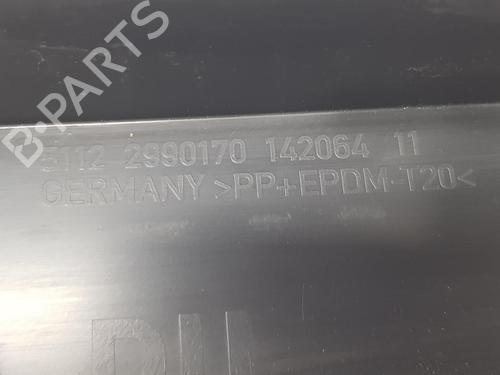 B-PARTS
5112 2990170 142064 11
GERMANY >PP+EPDM-T20<